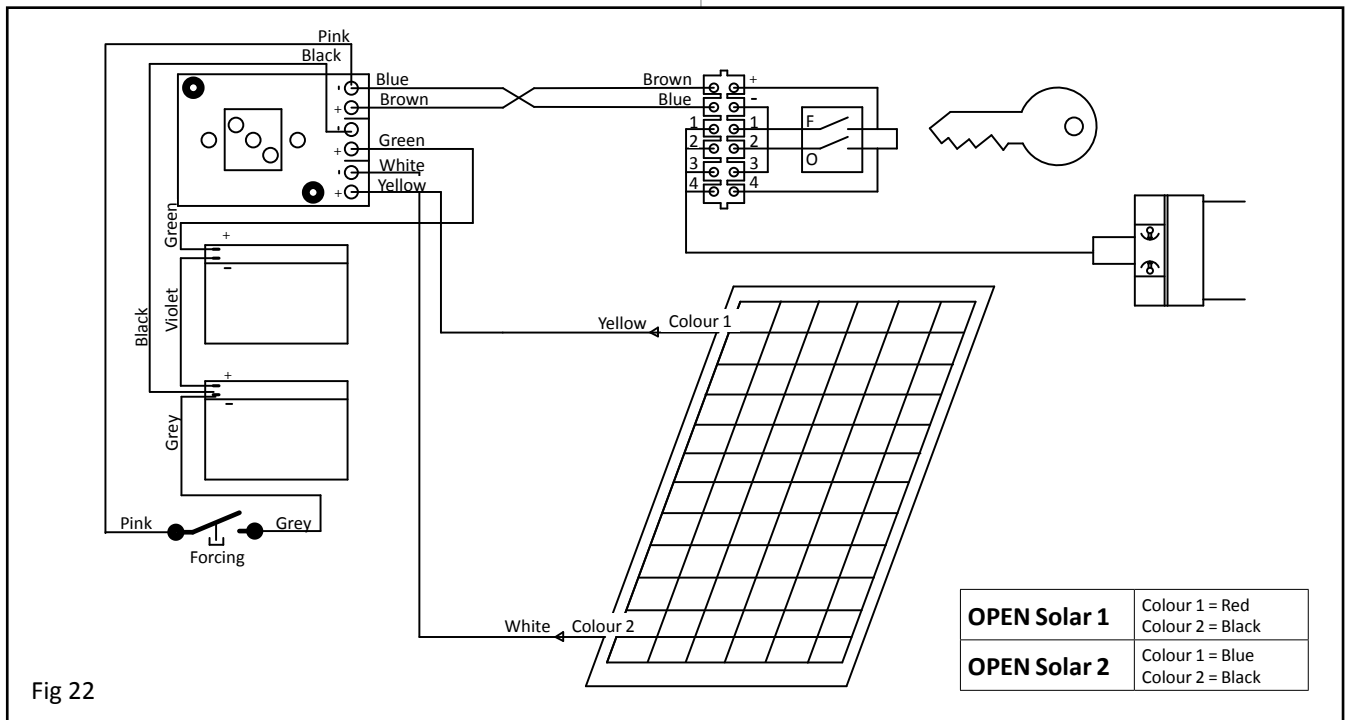 Pink
Black
Blue
Brown
Brown
Blue
Green
White
Yellow
-
+
-
+
-
+
+
-
1
2
3
4
1
2
3
4
F
O
Green
+
-
Violet
Black
+
-
Grey
Pink
Grey
Forcing
Yellow Colour 1
White Colour 2
OPEN Solar 1
Colour 1 = Red
Colour 2 = Black
OPEN Solar 2
Colour 1 = Blue
Colour 2 = Black
Fig 22